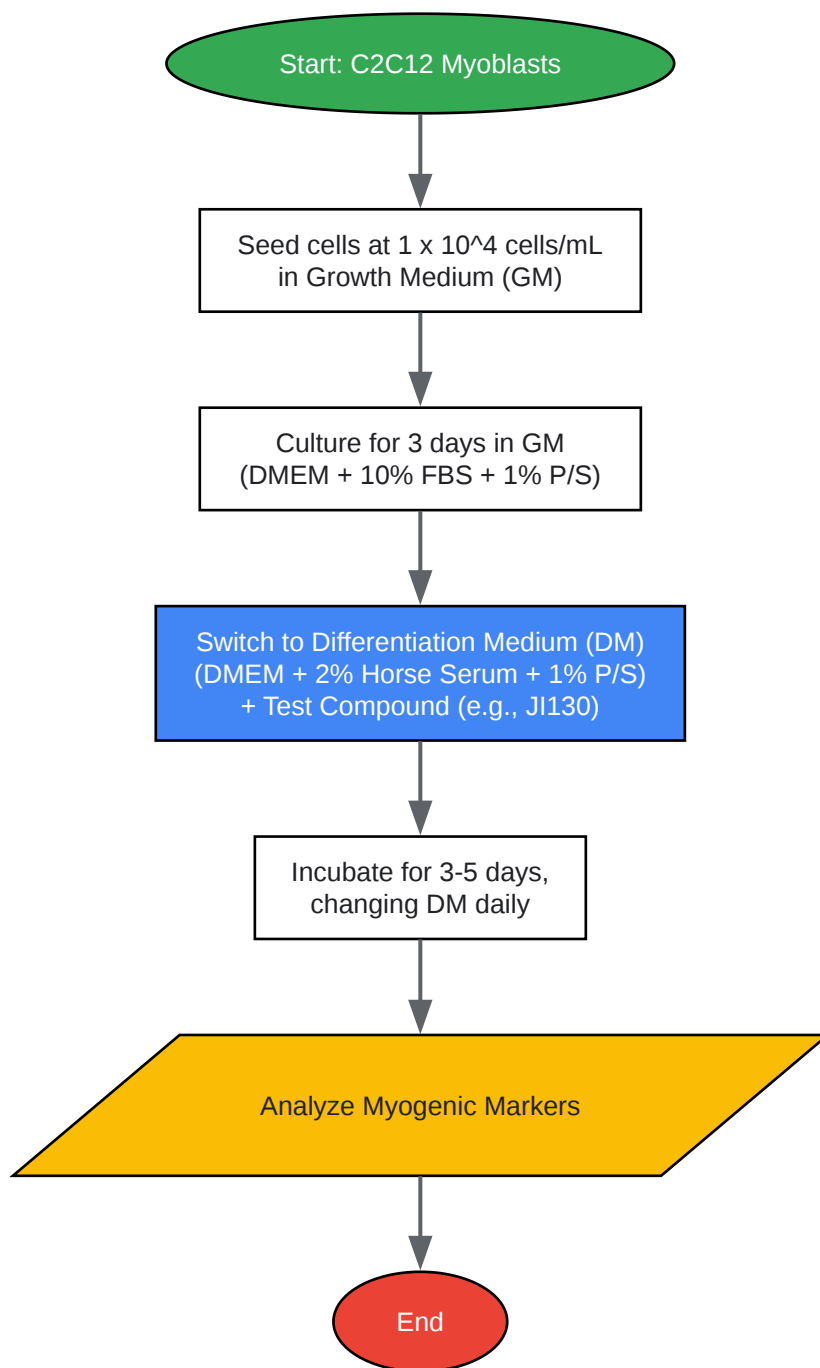 Start: C2C12 Myoblasts
Seed cells at 1 x 10^4 cells/mL
in Growth Medium (GM)
Culture for 3 days in GM
(DMEM + 10% FBS + 1% P/S)
Switch to Differentiation Medium (DM)
(DMEM + 2% Horse Serum + 1% P/S)
+ Test Compound (e.g., JI130)
Incubate for 3-5 days,
changing DM daily
Analyze Myogenic Markers
End